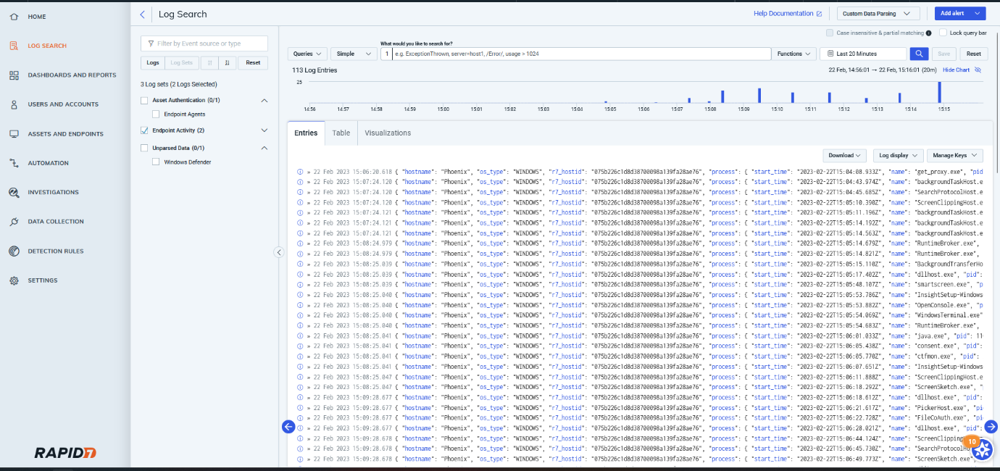 HOME
LOG SEARCH
DASHBOARDS AND REPORTS
USERS AND ACCOUNTS
ASSETS AND ENDPOINTS
AUTOMATION
INVESTIGATIONS
DATA COLLECTION
DETECTION RULES
SETTINGS
RAPID7
Log Search
Help Documentation
Custom Data Parsing
Add alert
Filter by Event source or type
Logs
Log Sets
Reset
3 Log sets (2 Logs Selected)
Asset Authentication (0/1)
Endpoint Agents
Endpoint Activity (2)
Unparsed Data (0/1)
Windows Defender
Case insensitive & partial matching
Lock query bar
What would you like to search for?
Queries
Simple
1 e.g. ExceptionThrown, server=host1, /Error/, usage > 1024
Functions
Last 20 Minutes
Save
Reset
113 Log Entries
22 Feb, 14:56:01 → 22 Feb, 15:16:01 (20m) Hide Chart
25
14:56 14:57 14:58 14:59 15:00 15:01 15:02 15:03 15:04 15:05 15:06 15:07 15:08 15:09 15:10 15:11 15:12 15:13 15:14 15:15
Entries
Table
Visualizations
Download
Log display
Manage Keys
» 22 Feb 2023 15:06:20.618 { "hostname": "Phoenix", "os_type": "WINDOWS", "r7_hostid": "075b226c1d8d38700098a139fa28ae76", "process": { "start_time": "2023-02-22T15:04:08.933Z", "name": "get_proxy.exe", "pid
» 22 Feb 2023 15:07:24.120 { "hostname": "Phoenix", "os_type": "WINDOWS", "r7_hostid": "075b226c1d8d38700098a139fa28ae76", "process": { "start_time": "2023-02-22T15:04:43.974Z", "name": "backgroundTaskHost.e
» 22 Feb 2023 15:07:24.120 { "hostname": "Phoenix", "os_type": "WINDOWS", "r7_hostid": "075b226c1d8d38700098a139fa28ae76", "process": { "start_time": "2023-02-22T15:04:45.685Z", "name": "SearchProtocolHost.e
» 22 Feb 2023 15:07:24.120 { "hostname": "Phoenix", "os_type": "WINDOWS", "r7_hostid": "075b226c1d8d38700098a139fa28ae76", "process": { "start_time": "2023-02-22T15:05:10.390Z", "name": "ScreenClippingHost.e
» 22 Feb 2023 15:07:24.121 { "hostname": "Phoenix", "os_type": "WINDOWS", "r7_hostid": "075b226c1d8d38700098a139fa28ae76", "process": { "start_time": "2023-02-22T15:05:11.196Z", "name": "backgroundTaskHost.e
» 22 Feb 2023 15:07:24.121 { "hostname": "Phoenix", "os_type": "WINDOWS", "r7_hostid": "075b226c1d8d38700098a139fa28ae76", "process": { "start_time": "2023-02-22T15:05:14.192Z", "name": "backgroundTaskHost.e
» 22 Feb 2023 15:07:24.121 { "hostname": "Phoenix", "os_type": "WINDOWS", "r7_hostid": "075b226c1d8d38700098a139fa28ae76", "process": { "start_time": "2023-02-22T15:05:14.563Z", "name": "backgroundTaskHost.e
» 22 Feb 2023 15:08:24.979 { "hostname": "Phoenix", "os_type": "WINDOWS", "r7_hostid": "075b226c1d8d38700098a139fa28ae76", "process": { "start_time": "2023-02-22T15:05:14.679Z", "name": "RuntimeBroker.exe",
» 22 Feb 2023 15:08:24.979 { "hostname": "Phoenix", "os_type": "WINDOWS", "r7_hostid": "075b226c1d8d38700098a139fa28ae76", "process": { "start_time": "2023-02-22T15:05:14.821Z", "name": "RuntimeBroker.exe",
» 22 Feb 2023 15:08:25.039 { "hostname": "Phoenix", "os_type": "WINDOWS", "r7_hostid": "075b226c1d8d38700098a139fa28ae76", "process": { "start_time": "2023-02-22T15:05:15.110Z", "name": "BackgroundTransferHo
» 22 Feb 2023 15:08:25.039 { "hostname": "Phoenix", "os_type": "WINDOWS", "r7_hostid": "075b226c1d8d38700098a139fa28ae76", "process": { "start_time": "2023-02-22T15:05:17.402Z", "name": "dllhost.exe", "pid":
» 22 Feb 2023 15:08:25.039 { "hostname": "Phoenix", "os_type": "WINDOWS", "r7_hostid": "075b226c1d8d38700098a139fa28ae76", "process": { "start_time": "2023-02-22T15:05:48.107Z", "name": "smartscreen.exe", "p
» 22 Feb 2023 15:08:25.040 { "hostname": "Phoenix", "os_type": "WINDOWS", "r7_hostid": "075b226c1d8d38700098a139fa28ae76", "process": { "start_time": "2023-02-22T15:05:53.786Z", "name": "InsightSetup-Windows
» 22 Feb 2023 15:08:25.040 { "hostname": "Phoenix", "os_type": "WINDOWS", "r7_hostid": "075b226c1d8d38700098a139fa28ae76", "process": { "start_time": "2023-02-22T15:05:53.882Z", "name": "OpenConsole.exe", "p
» 22 Feb 2023 15:08:25.040 { "hostname": "Phoenix", "os_type": "WINDOWS", "r7_hostid": "075b226c1d8d38700098a139fa28ae76", "process": { "start_time": "2023-02-22T15:05:54.069Z", "name": "WindowsTerminal.exe"
» 22 Feb 2023 15:08:25.040 { "hostname": "Phoenix", "os_type": "WINDOWS", "r7_hostid": "075b226c1d8d38700098a139fa28ae76", "process": { "start_time": "2023-02-22T15:05:54.683Z", "name": "RuntimeBroker.exe",
» 22 Feb 2023 15:08:25.041 { "hostname": "Phoenix", "os_type": "WINDOWS", "r7_hostid": "075b226c1d8d38700098a139fa28ae76", "process": { "start_time": "2023-02-22T15:06:01.033Z", "name": "java.exe", "pid": 11
» 22 Feb 2023 15:08:25.041 { "hostname": "Phoenix", "os_type": "WINDOWS", "r7_hostid": "075b226c1d8d38700098a139fa28ae76", "process": { "start_time": "2023-02-22T15:06:05.438Z", "name": "consent.exe", "pid":
» 22 Feb 2023 15:08:25.041 { "hostname": "Phoenix", "os_type": "WINDOWS", "r7_hostid": "075b226c1d8d38700098a139fa28ae76", "process": { "start_time": "2023-02-22T15:06:05.770Z", "name": "ctfmon.exe", "pid":
» 22 Feb 2023 15:08:25.041 { "hostname": "Phoenix", "os_type": "WINDOWS", "r7_hostid": "075b226c1d8d38700098a139fa28ae76", "process": { "start_time": "2023-02-22T15:06:07.651Z", "name": "InsightSetup-Windows
» 22 Feb 2023 15:08:25.041 { "hostname": "Phoenix", "os_type": "WINDOWS", "r7_hostid": "075b226c1d8d38700098a139fa28ae76", "process": { "start_time": "2023-02-22T15:06:11.888Z", "name": "ScreenClippingHost.e
» 22 Feb 2023 15:08:25.047 { "hostname": "Phoenix", "os_type": "WINDOWS", "r7_hostid": "075b226c1d8d38700098a139fa28ae76", "process": { "start_time": "2023-02-22T15:06:18.292Z", "name": "ScreenSketch.exe", "
» 22 Feb 2023 15:09:28.677 { "hostname": "Phoenix", "os_type": "WINDOWS", "r7_hostid": "075b226c1d8d38700098a139fa28ae76", "process": { "start_time": "2023-02-22T15:06:18.612Z", "name": "dllhost.exe", "pid":
» 22 Feb 2023 15:09:28.677 { "hostname": "Phoenix", "os_type": "WINDOWS", "r7_hostid": "075b226c1d8d38700098a139fa28ae76", "process": { "start_time": "2023-02-22T15:06:21.617Z", "name": "PickerHost.exe", "pi
» 22 Feb 2023 15:09:28.677 { "hostname": "Phoenix", "os_type": "WINDOWS", "r7_hostid": "075b226c1d8d38700098a139fa28ae76", "process": { "start_time": "2023-02-22T15:06:22.728Z", "name": "FileCoAuth.exe", "pi
» 22 Feb 2023 15:09:28.677 { "hostname": "Phoenix", "os_type": "WINDOWS", "r7_hostid": "075b226c1d8d38700098a139fa28ae76", "process": { "start_time": "2023-02-22T15:06:28.021Z", "name": "dllhost.exe", "pid":
» 22 Feb 2023 15:09:28.678 { "hostname": "Phoenix", "os_type": "WINDOWS", "r7_hostid": "075b226c1d8d38700098a139fa28ae76", "process": { "start_time": "2023-02-22T15:06:44.124Z", "name": "ScreenClipping
» 22 Feb 2023 15:09:28.678 { "hostname": "Phoenix", "os_type": "WINDOWS", "r7_hostid": "075b226c1d8d38700098a139fa28ae76", "process": { "start_time": "2023-02-22T15:06:45.730Z", "name": "SearchProtocolHo
» 22 Feb 2023 15:09:28.678 { "hostname": "Phoenix", "os_type": "WINDOWS", "r7_hostid": "075b226c1d8d38700098a139fa28ae76", "process": { "start_time": "2023-02-22T15:06:49.773Z", "name": "ScreenSketch.exe",
10